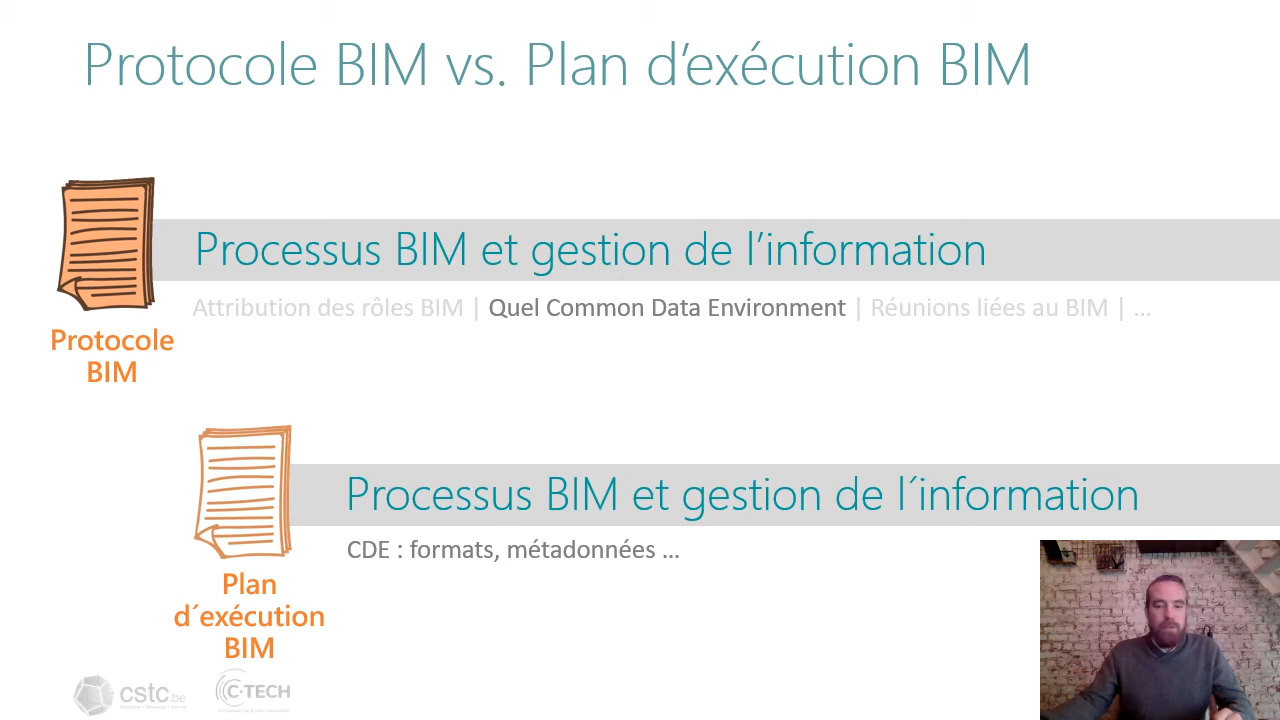 Protocole BIM vs. Plan d’exécution BIM
Processus BIM et gestion de l’information
Attribution des rôles BIM | Quel Common Data Environment | Réunions liées au BIM | ...
Protocole
BIM
Processus BIM et gestion de l´information
CDE : formats, métadonnées ...
Plan
d´exécution
BIM
cstc.be
C-TECH